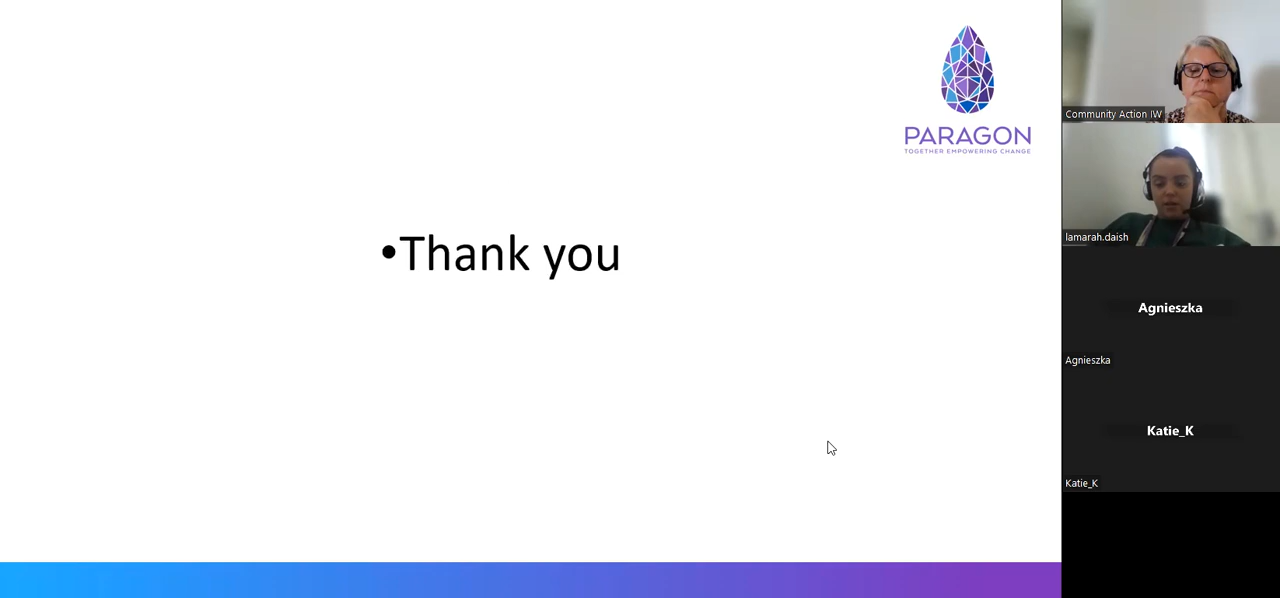 PARAGON
TOGETHER EMPOWERING CHANGE
•Thank you
Community Action IW
lamarah.daish
Agnieszka
Agnieszka
Katie_K
Katie_K